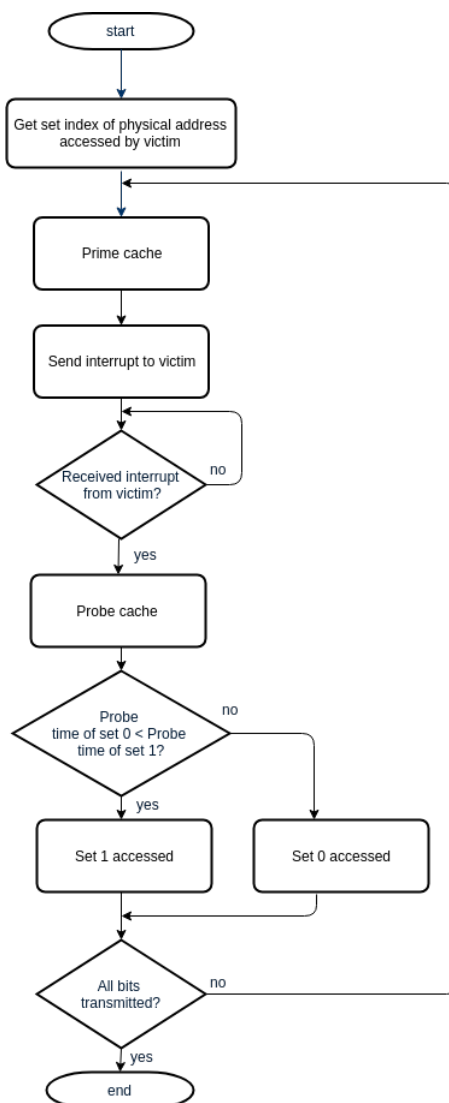 start
Get set index of physical address
accessed by victim
Prime cache
Send interrupt to victim
Received interrupt
from victim?
no
yes
Probe cache
Probe
time of set 0 < Probe
time of set 1?
no
yes
Set 1 accessed
Set 0 accessed
All bits
transmitted?
no
yes
end